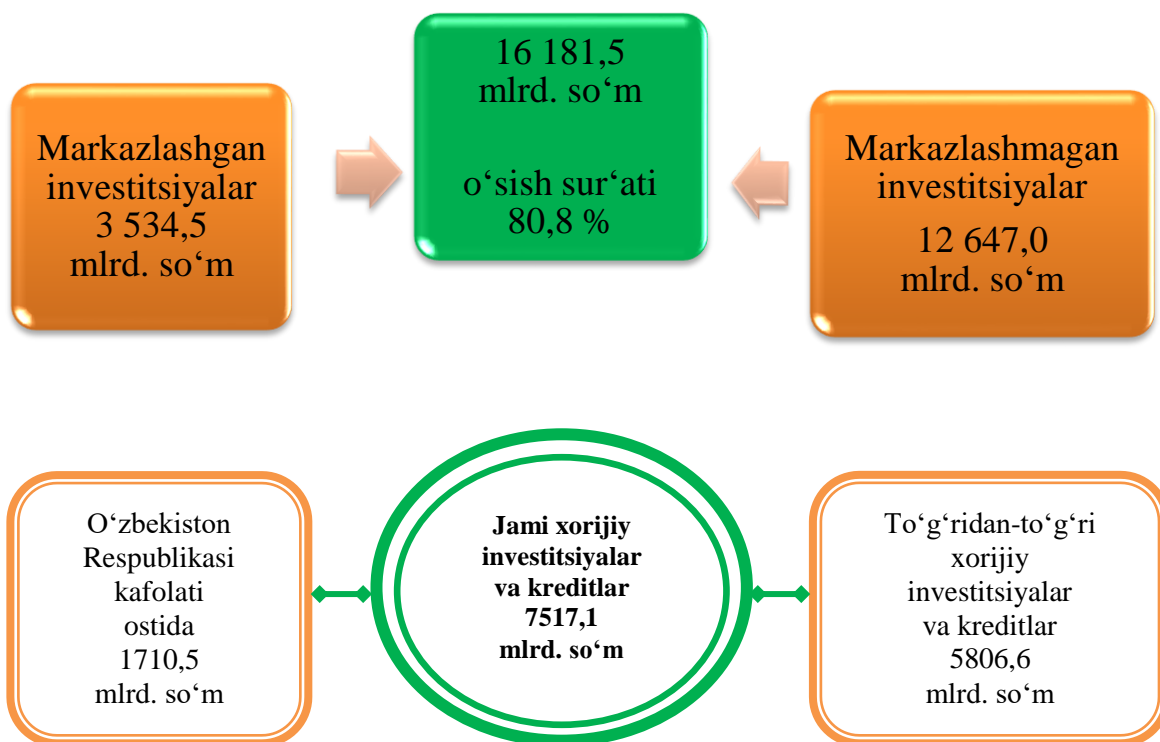 Markazlashgan
investitsiyalar
3 534,5
mlrd. so‘m
16 181,5
mlrd. so‘m
o‘sish sur‘ati
80,8 %
Markazlashmagan
investitsiyalar
12 647,0
mlrd. so‘m
O‘zbekiston
Respublikasi
kafolati
ostida
1710,5
mlrd. so‘m
Jami xorijiy
investitsiyalar
va kreditlar
7517,1
mlrd. so‘m
To‘g‘ridan-to‘g‘ri
xorijiy
investitsiyalar
va kreditlar
5806,6
mlrd. so‘m